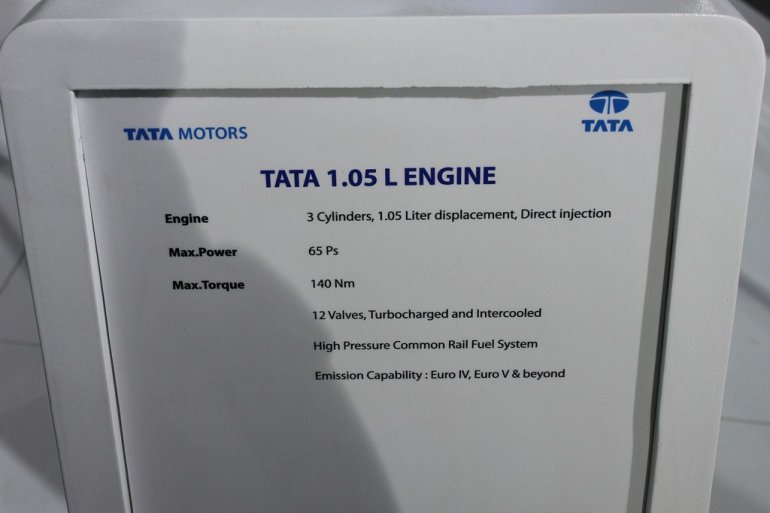 TATA MOTORS
TATA
TATA 1.05 L ENGINE
Engine 3 Cylinders, 1.05 Liter displacement, Direct injection
Max.Power 65 Ps
Max.Torque 140 Nm
12 Valves, Turbocharged and Intercooled
High Pressure Common Rail Fuel System
Emission Capability : Euro IV, Euro V & beyond